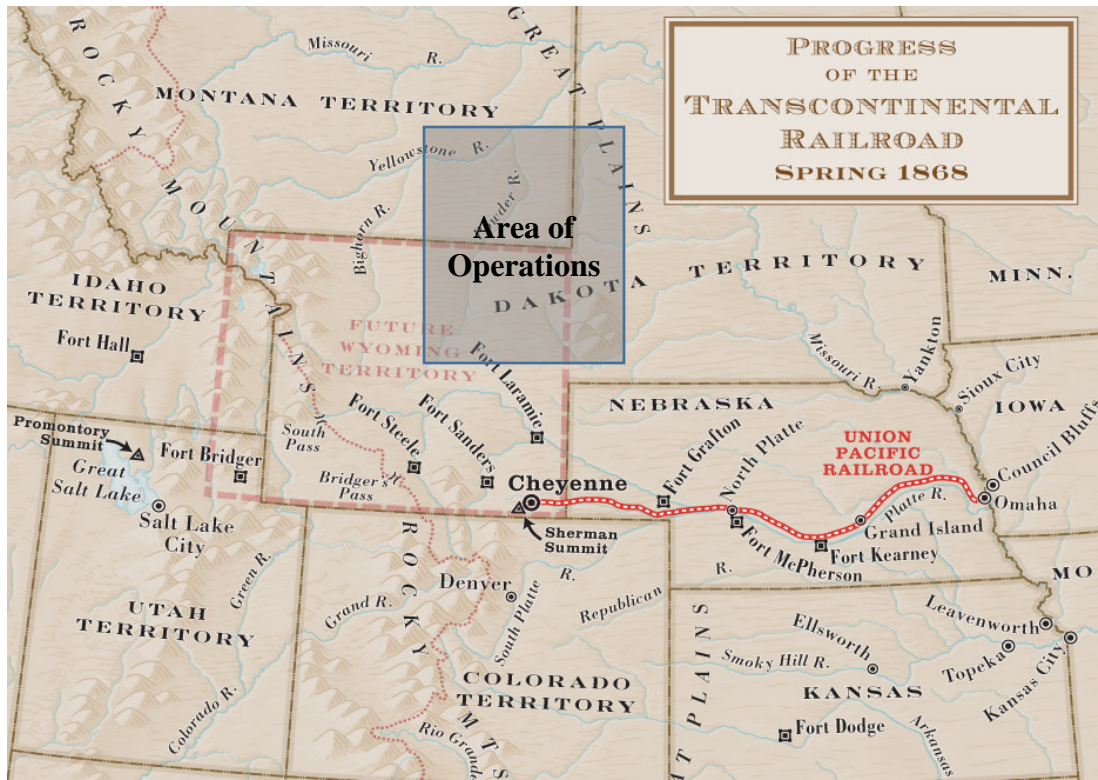 PROGRESS
OF THE
TRANSCONTINENTAL
RAILROAD
SPRING 1868
ROCKY MOUNTAINS
GREAT PLAINS
Missouri R.
MONTANA TERRITORY
Yellowstone R.
Bighorn R.
Area of
Operations
DAKOTA TERRITORY
MINN.
IDAHO
TERRITORY
Fort Hall
FUTURE
WYOMING
TERRITORY
Fort Laramie
Missouri R.
Yankton
Sioux City
IOWA
NEBRASKA
Promontory
Summit
Fort Bridger
South
Pass
Fort Steele
Fort Sanders
Fort Grafton
North Platte
UNION
PACIFIC
RAILROAD
Council Bluffs
Great
Salt Lake
Bridger's
Pass
Cheyenne
Platte R.
Omaha
Salt Lake
City
Sherman
Summit
Grand Island
Fort McPherson
Fort Kearney
Green R.
Denver
R.
South Platte
Republican
R.
MO
UTAH
TERRITORY
Grand R.
ROCKY
MTS
Leavenworth
Ellsworth
Smoky Hill R.
Topeka
Kansas City
COLORADO
TERRITORY
AT PLAINS
KANSAS
Colorado R.
Rio Grande
Fort Dodge
Arkansas